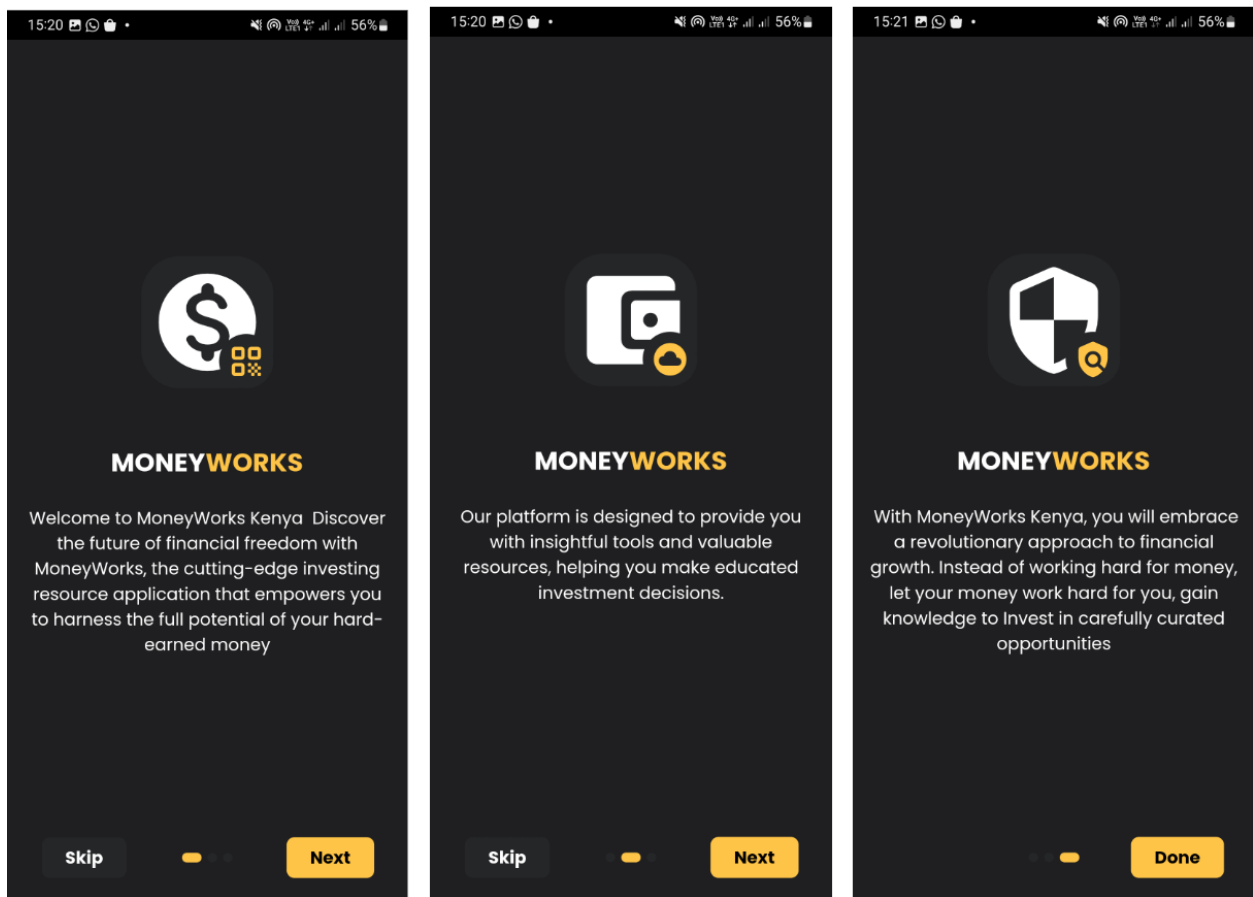 15:20
56%
MONEYWORKS
Welcome to MoneyWorks Kenya  Discover
the future of financial freedom with
MoneyWorks, the cutting-edge investing
resource application that empowers you
to harness the full potential of your hard-
earned money
Skip
Next
15:20
56%
MONEYWORKS
Our platform is designed to provide you
with insightful tools and valuable
resources, helping you make educated
investment decisions.
Skip
Next
15:21
56%
MONEYWORKS
With MoneyWorks Kenya, you will embrace
a revolutionary approach to financial
growth. Instead of working hard for money,
let your money work hard for you, gain
knowledge to Invest in carefully curated
opportunities
Done